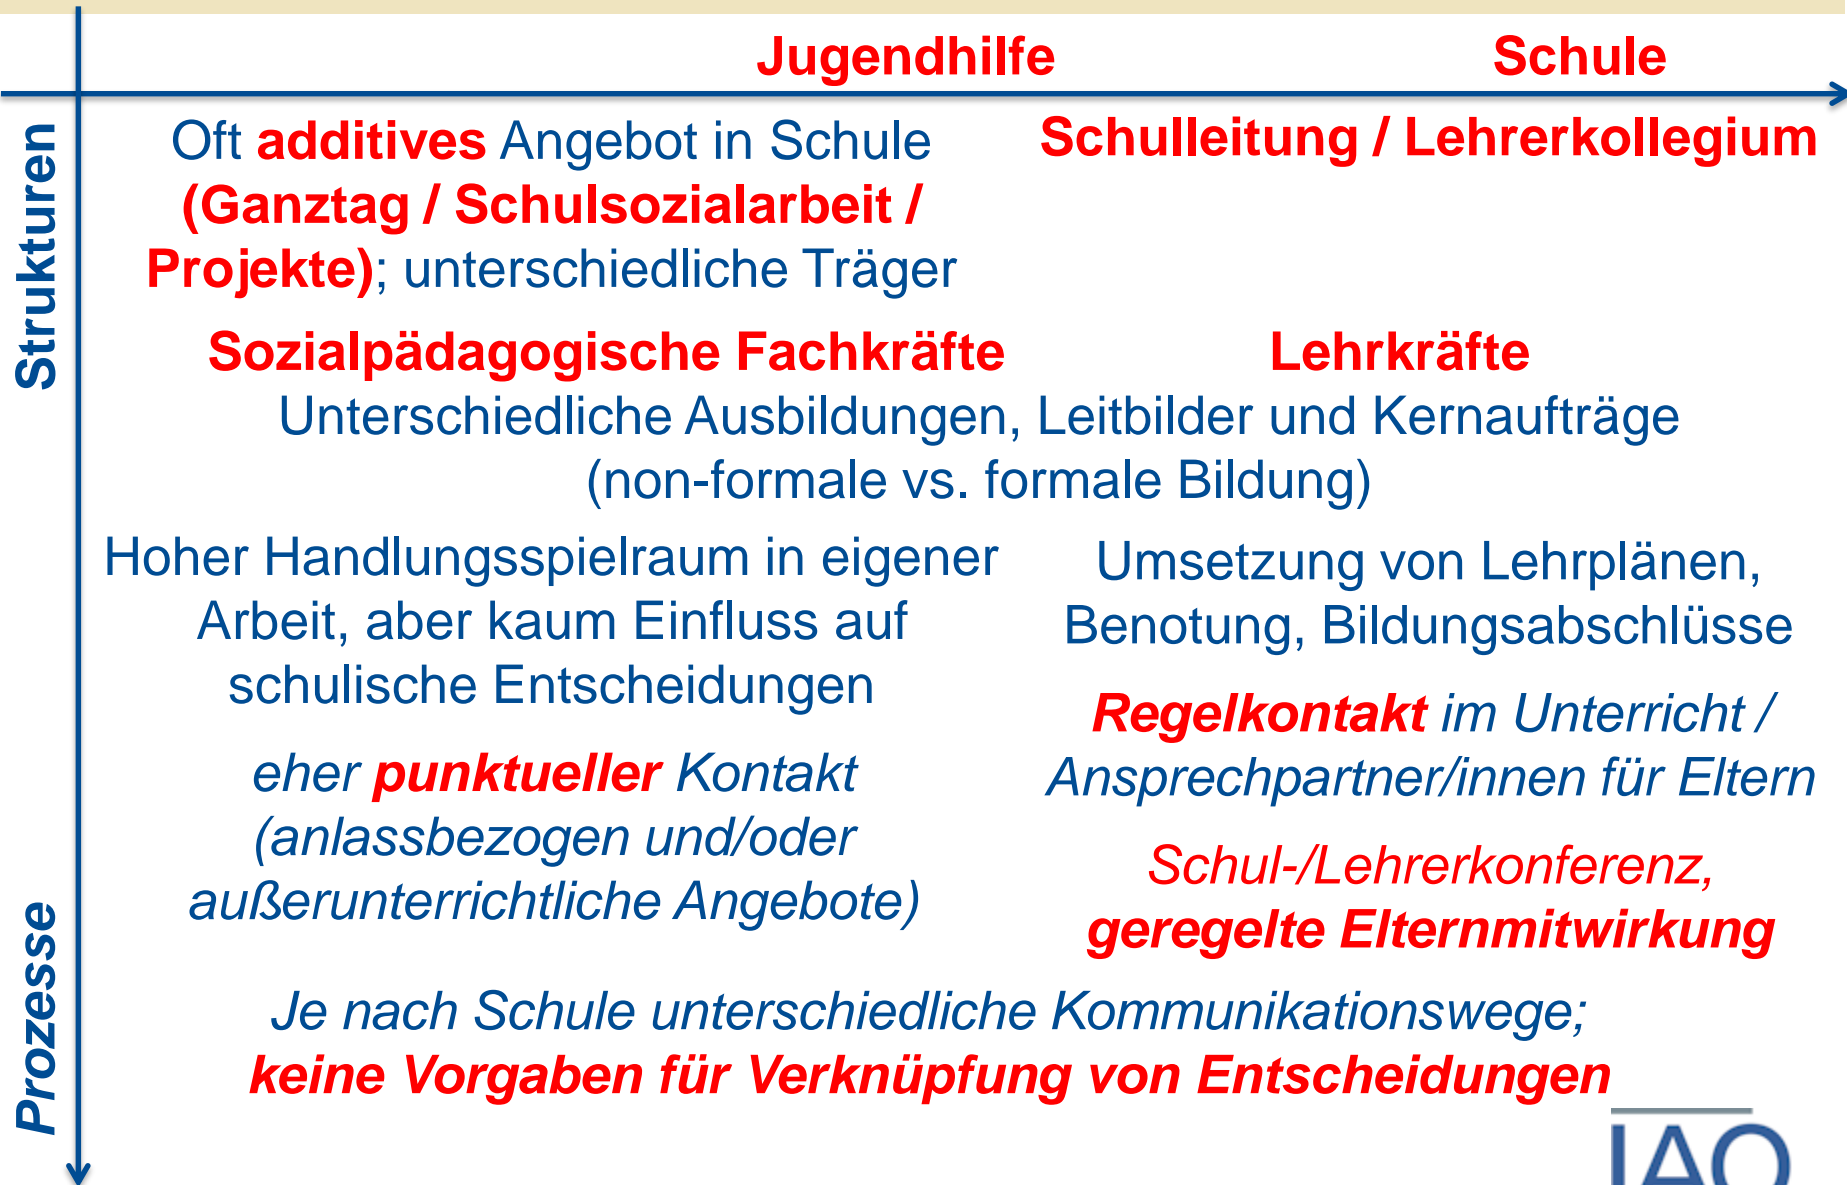 Jugendhilfe
Schule
Strukturen
Oft additives Angebot in Schule
(Ganztag / Schulsozialarbeit /
Projekte); unterschiedliche Träger
Schulleitung / Lehrerkollegium
Sozialpädagogische Fachkräfte
Lehrkräfte
Unterschiedliche Ausbildungen, Leitbilder und Kernaufträge
(non-formale vs. formale Bildung)
Hoher Handlungsspielraum in eigener
Arbeit, aber kaum Einfluss auf
schulische Entscheidungen
Umsetzung von Lehrplänen,
Benotung, Bildungsabschlüsse
Prozesse
eher punktueller Kontakt
(anlassbezogen und/oder
außerunterrichtliche Angebote)
Regelkontakt im Unterricht /
Ansprechpartner/innen für Eltern
Schul-/Lehrerkonferenz,
geregelte Elternmitwirkung
Je nach Schule unterschiedliche Kommunikationswege;
keine Vorgaben für Verknüpfung von Entscheidungen
IAQ